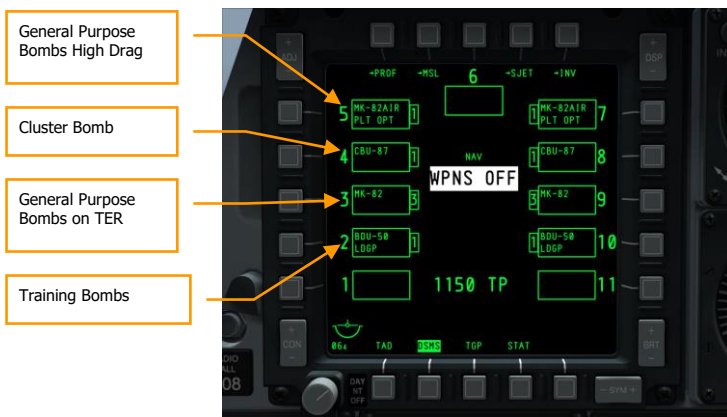 General Purpose
Bombs High Drag
Cluster Bomb
General Purpose
Bombs on TER
Training Bombs
ADJ
DSP
→PROF →MSL 6 →SJET →INV
5 MK-82AIR 1 1 MK-82AIR 7
PLT OPT PLT OPT
4 CBU-87 1 NAV 1 CBU-87 8
WPNS OFF
3 MK-82 3 3 MK-82 9
2 BDU-50 1 1 BDU-50 10
LDGP LDGP
1 1150 TP 11
CON
BRT
TAD DSMS TGP STAT
DAY
NT
OFF
SYM
08